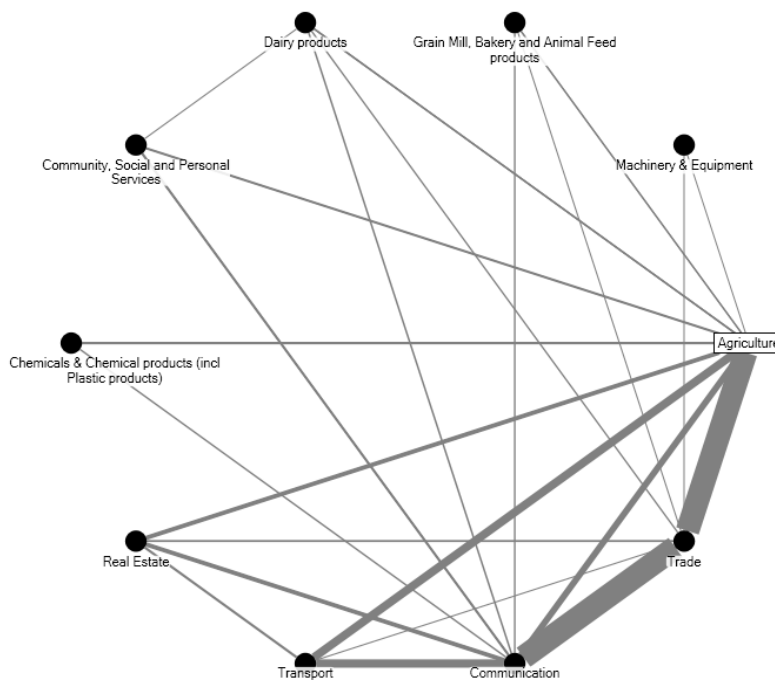 Dairy products
Grain Mill, Bakery and Animal Feed
products
Community, Social and Personal
Services
Machinery & Equipment
Agriculture
Chemicals & Chemical products (incl
Plastic products)
Real Estate
Trade
Transport
Communication